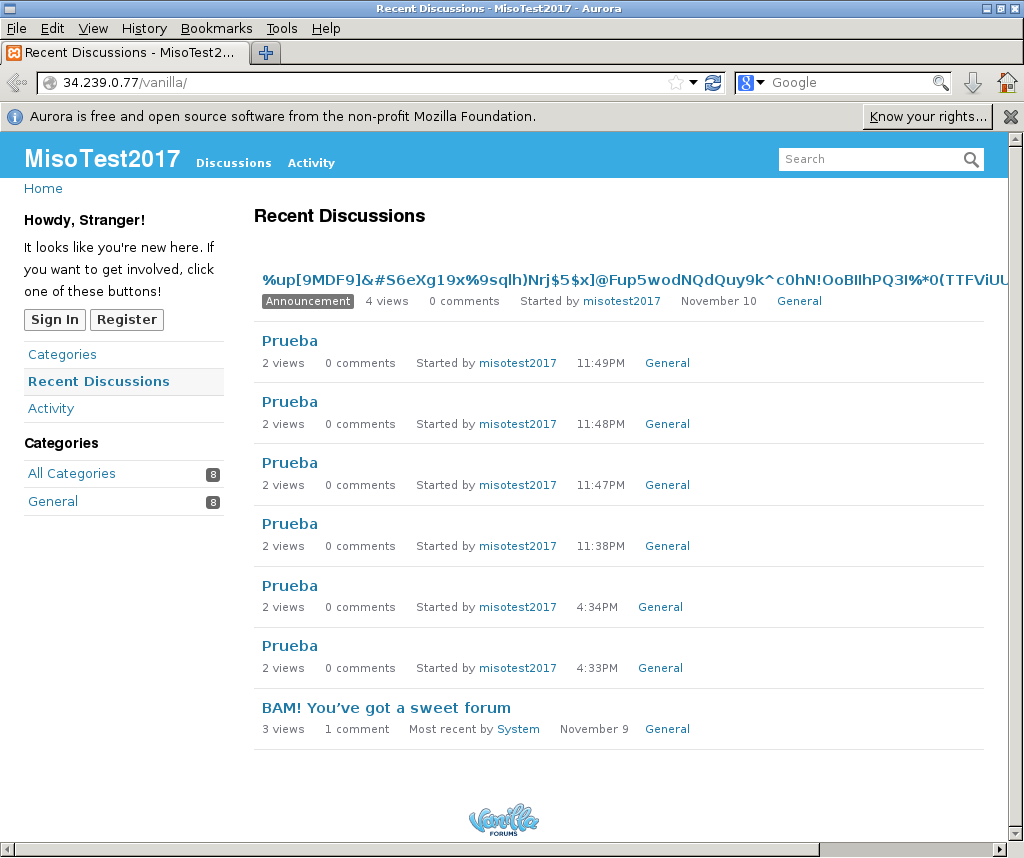 Recent Discussions - MisoTest2017 - Aurora
File Edit View History Bookmarks Tools Help
Recent Discussions - MisoTest2...
34.239.0.77/vanilla/
Google
Aurora is free and open source software from the non-profit Mozilla Foundation.
Know your rights...
MisoTest2017 Discussions Activity
Search
Home
Howdy, Stranger!
It looks like you're new here. If
you want to get involved, click
one of these buttons!
Sign In Register
Categories
Recent Discussions
Activity
Categories
All Categories 8
General 8
Recent Discussions
%up[9MDF9]&#S6eXg19x%9sqlh)Nrj$5$x]@Fup5wodNQdQuy9k^c0hN!OoBIIhPQ3I%*0(TTFViUU
Announcement 4 views 0 comments Started by misotest2017 November 10 General
Prueba
2 views 0 comments Started by misotest2017 11:49PM General
Prueba
2 views 0 comments Started by misotest2017 11:48PM General
Prueba
2 views 0 comments Started by misotest2017 11:47PM General
Prueba
2 views 0 comments Started by misotest2017 11:38PM General
Prueba
2 views 0 comments Started by misotest2017 4:34PM General
Prueba
2 views 0 comments Started by misotest2017 4:33PM General
BAM! You’ve got a sweet forum
3 views 1 comment Most recent by System November 9 General
Vanilla
FORUMS